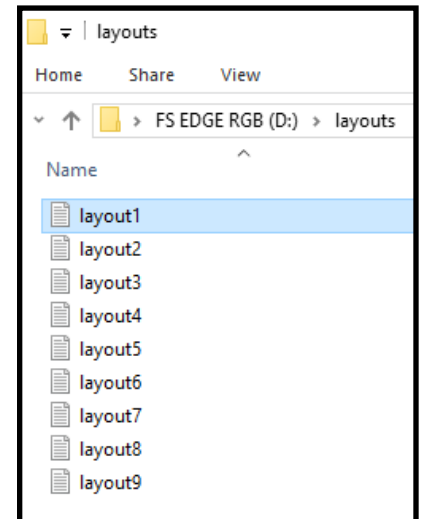 layouts
Home Share View
> FS EDGE RGB (D:) > layouts
Name
layout1
layout2
layout3
layout4
layout5
layout6
layout7
layout8
layout9